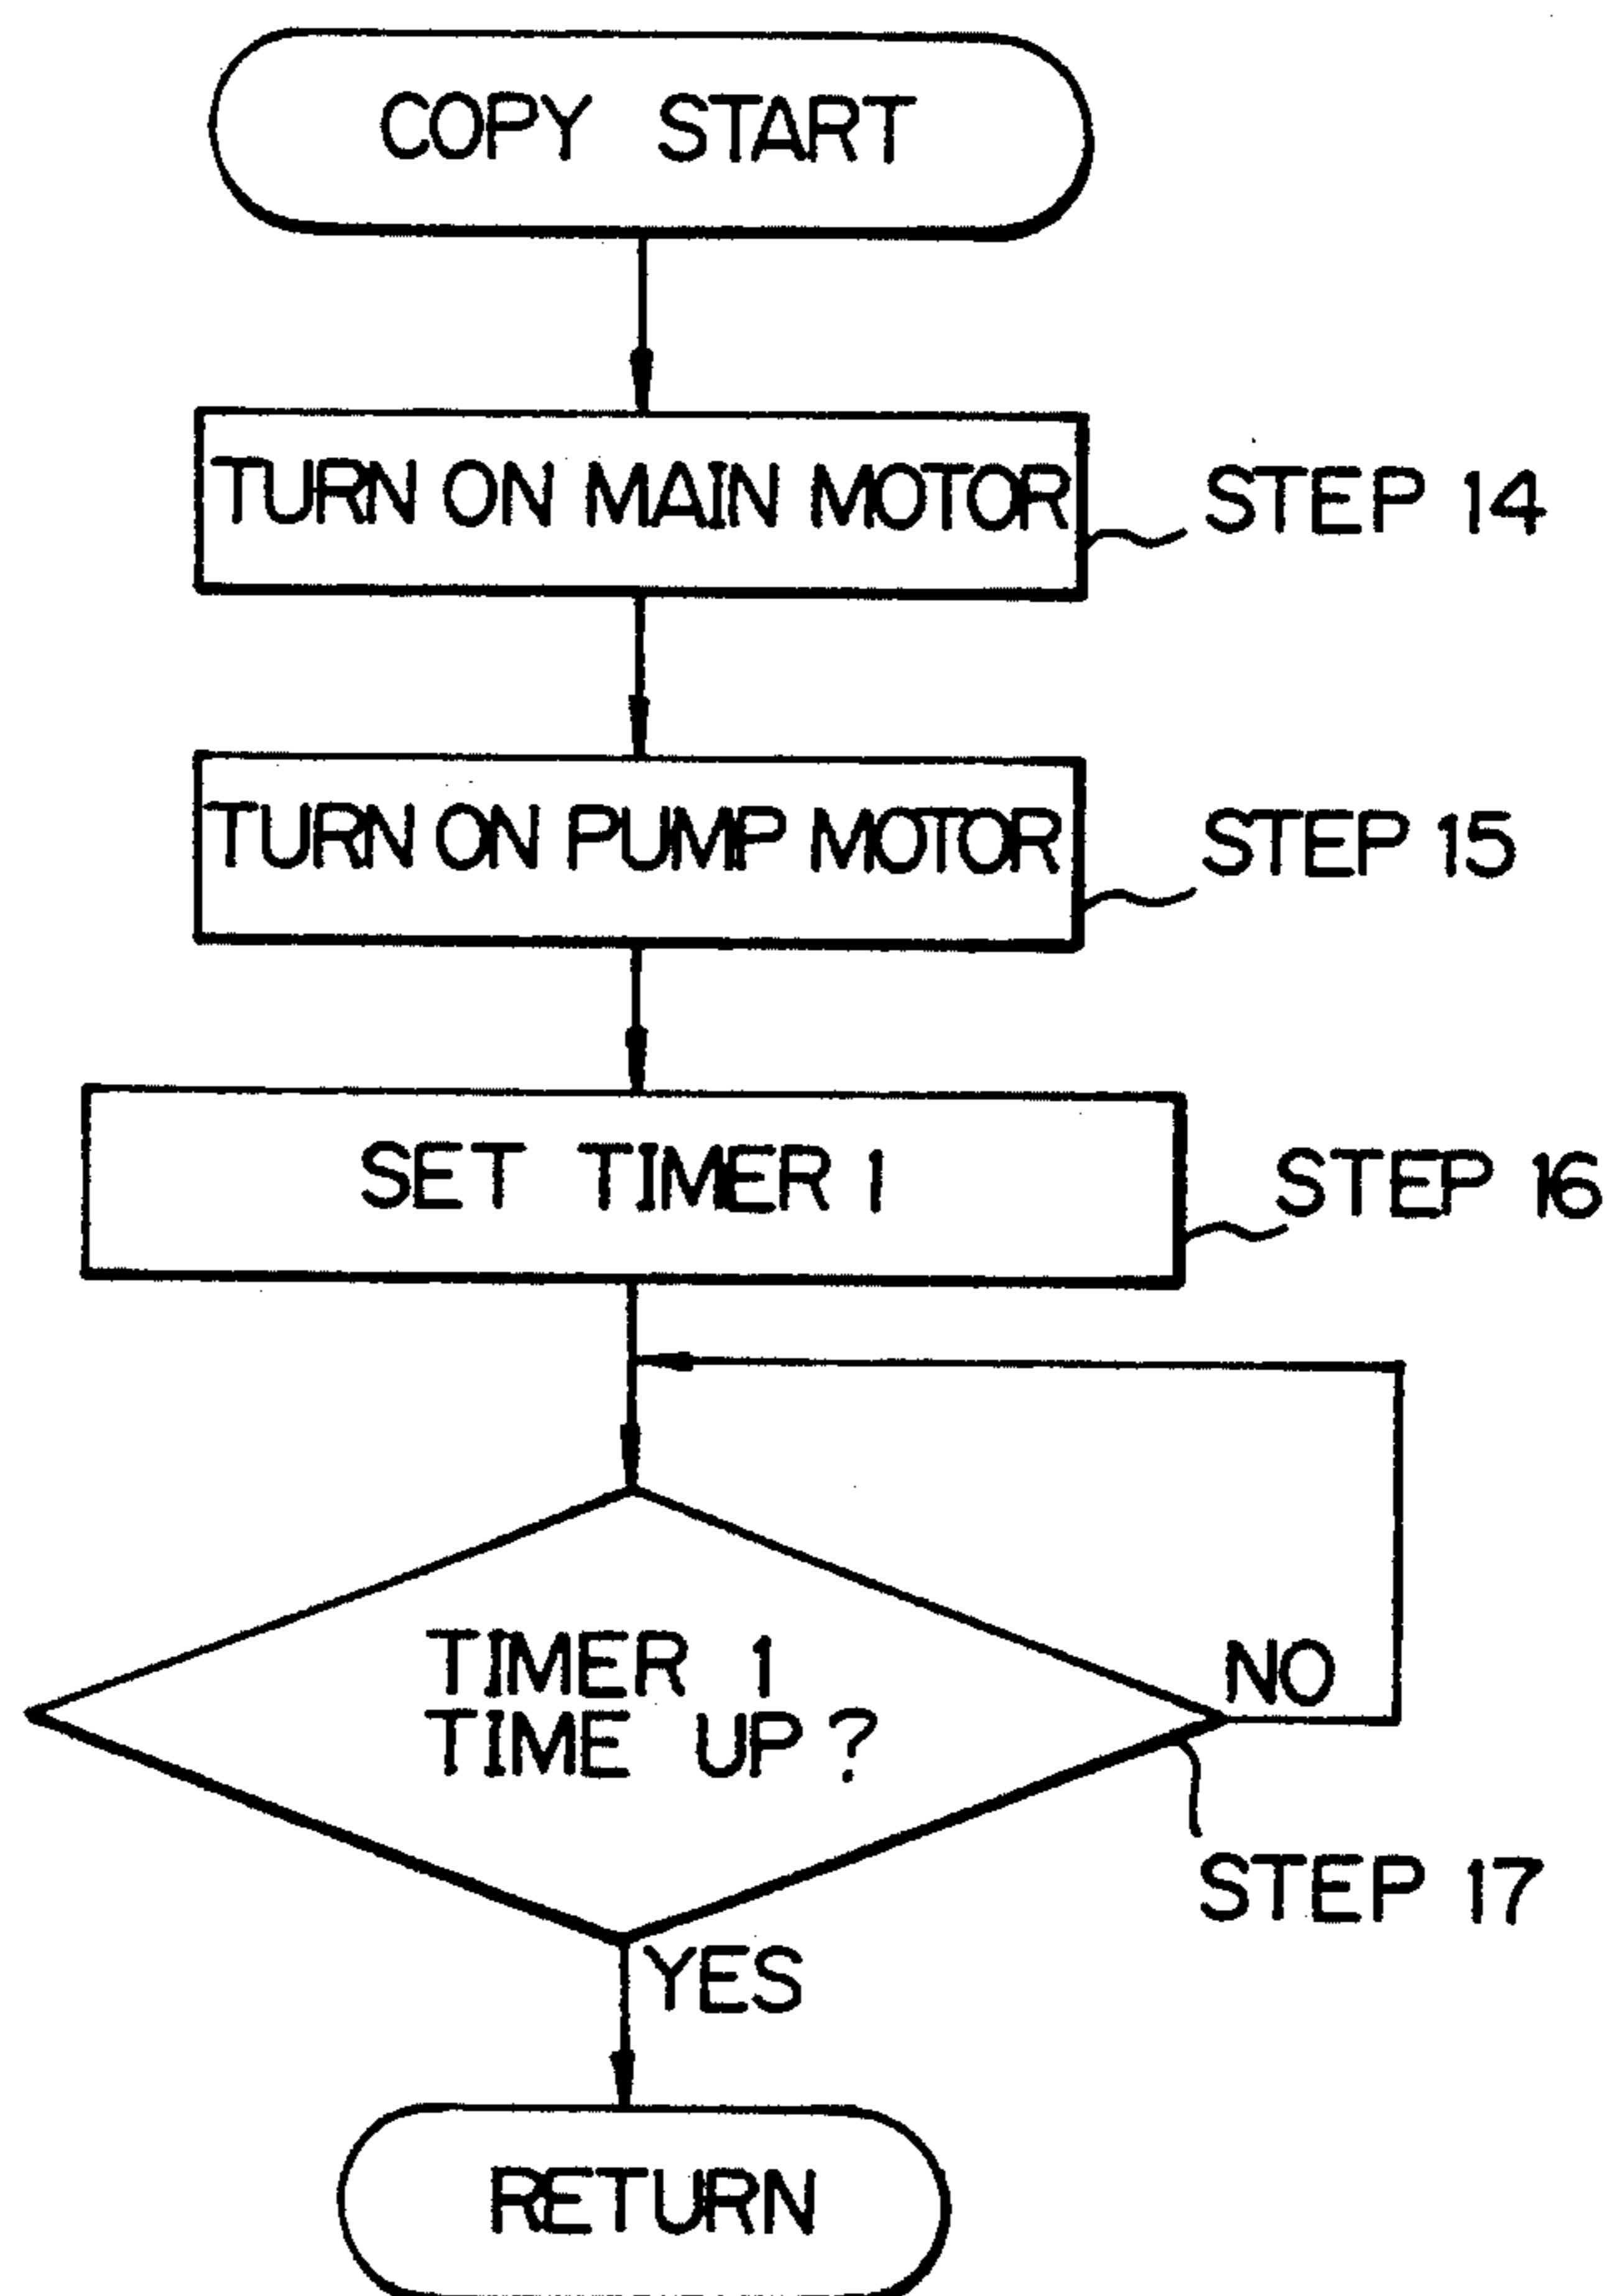 COPY START
TURN ON MAIN MOTOR
STEP 14
TURN ON PUMP MOTOR
STEP 15
SET TIMER 1
STEP 16
TIMER 1
TIME UP ?
NO
STEP 17
YES
RETURN